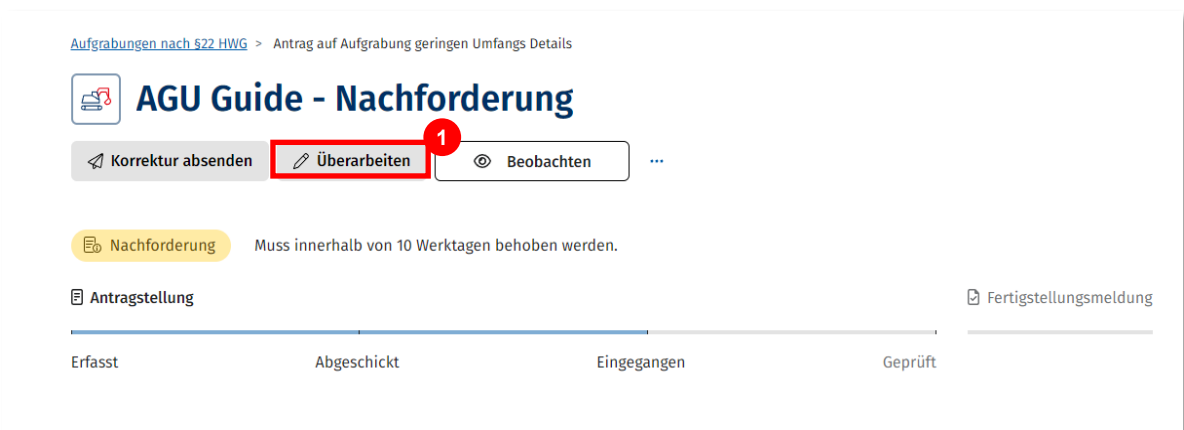 Aufgrabungen nach §22 HWG > Antrag auf Aufgrabung geringen Umfangs Details
AGU Guide - Nachforderung
1
Korrektur absenden Überarbeiten Beobachten ...
Nachforderung Muss innerhalb von 10 Werktagen behoben werden.
Antragstellung Fertigstellungsmeldung
Erfasst Abgeschickt Eingegangen Geprüft